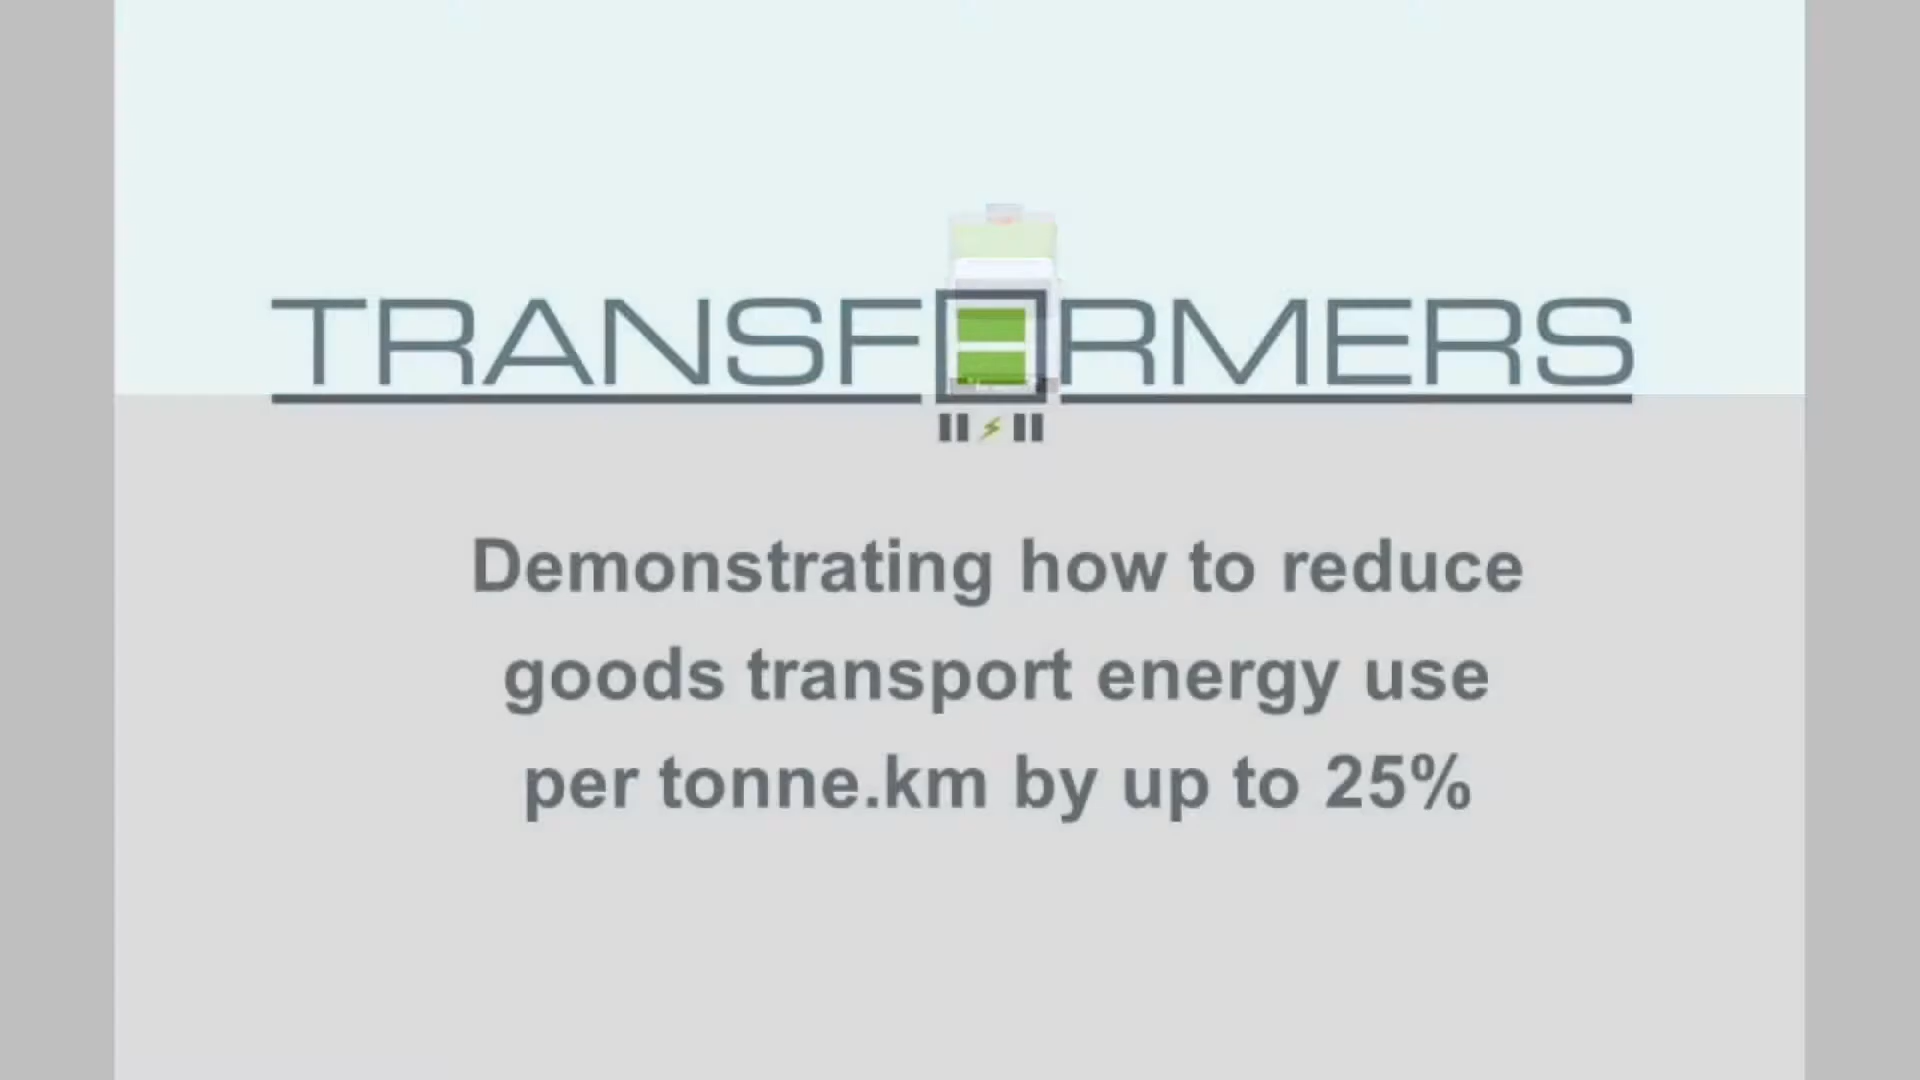 TRANSFORMERS
Demonstrating how to reduce
goods transport energy use
per tonne.km by up to 25%